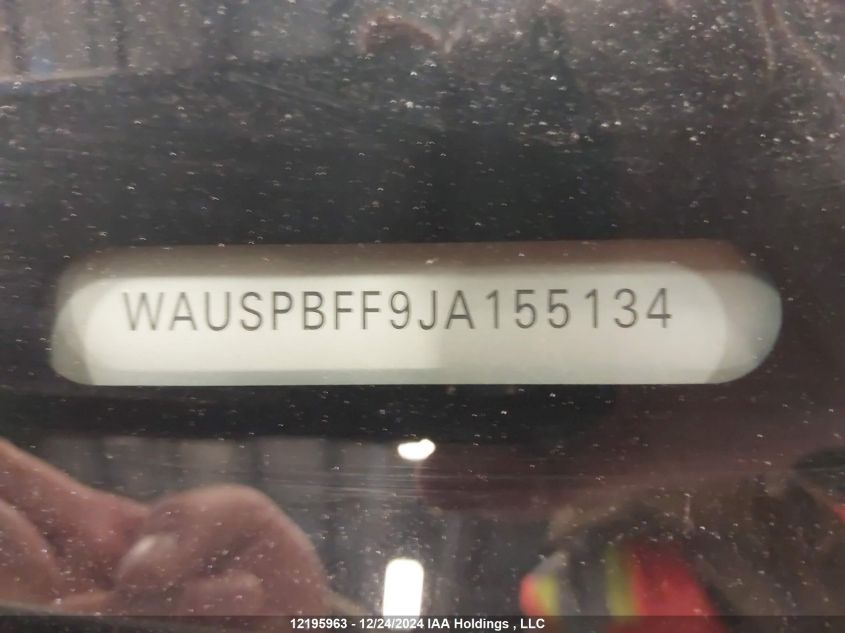 WAUSPBFF9JA155134
12195963 - 12/24/2024 IAA Holdings , LLC